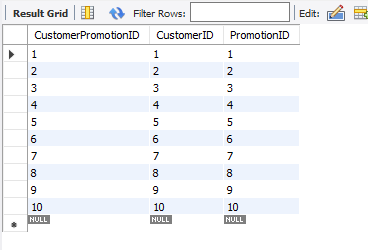 Result Grid Filter Rows: Edit:
CustomerPromotionID CustomerID PromotionID
1 1 1
2 2 2
3 3 3
4 4 4
5 5 5
6 6 6
7 7 7
8 8 8
9 9 9
10 10 10
NULL NULL NULL